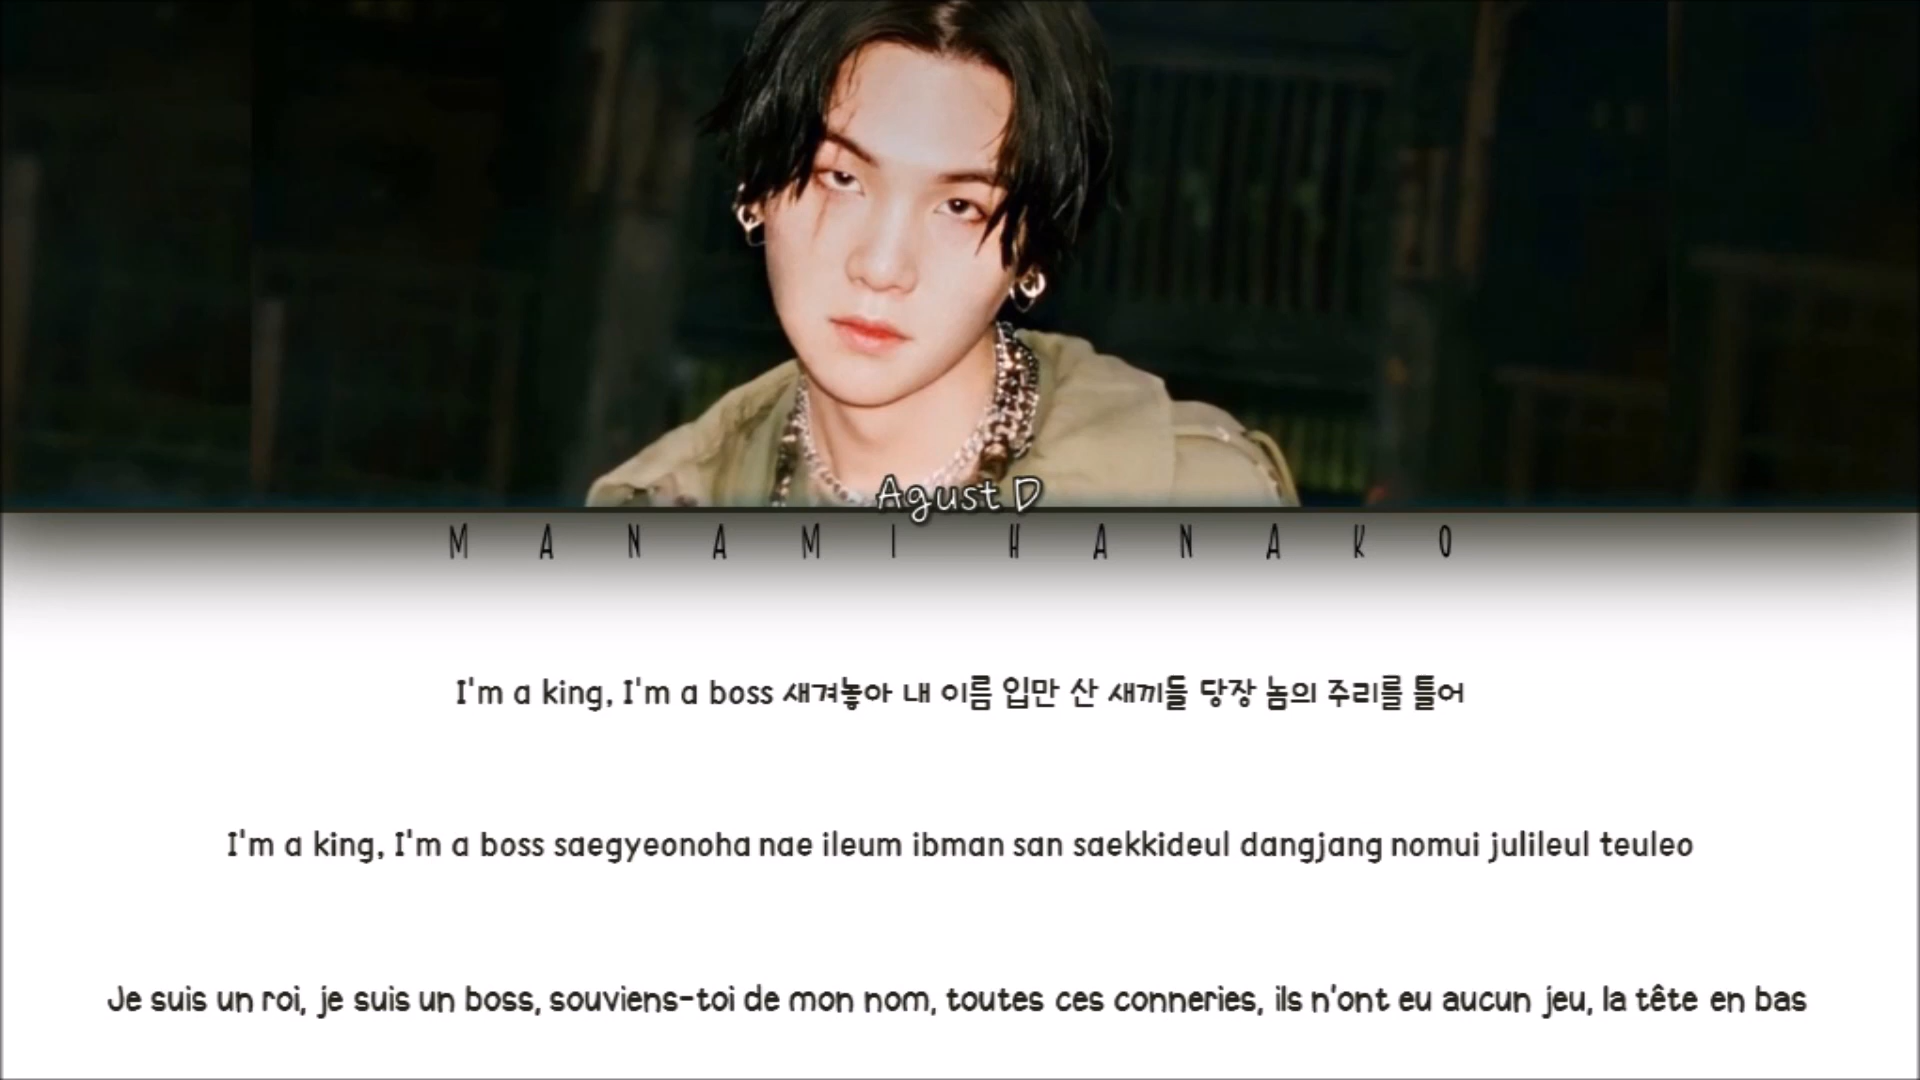 Agust D
MANAMI HANAKO
I'm a king, I'm a boss 새겨놓아 내 이름 입만 산 새끼들 당장 놈의 주리를 틀어
I'm a king, I'm a boss saegyeonoha nae ileum ibman san saekkideul dangjang nomui julileul teuleo
Je suis un roi, je suis un boss, souviens-toi de mon nom, toutes ces conneries, ils n'ont eu aucun jeu, la tête en bas